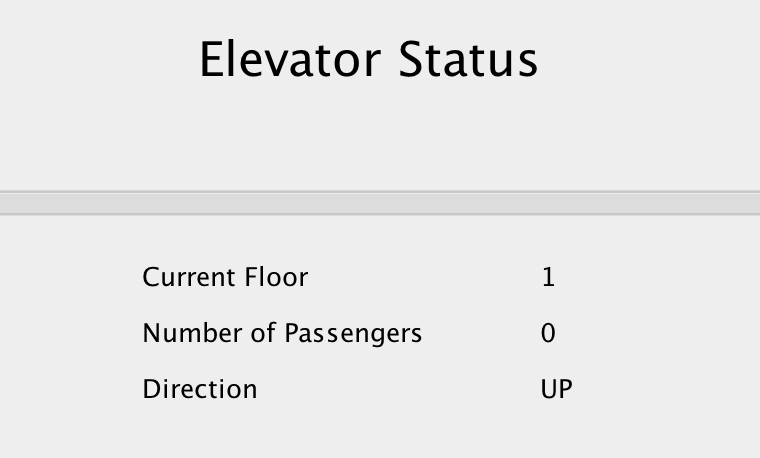 Elevator Status
Current Floor 1
Number of Passengers 0
Direction UP